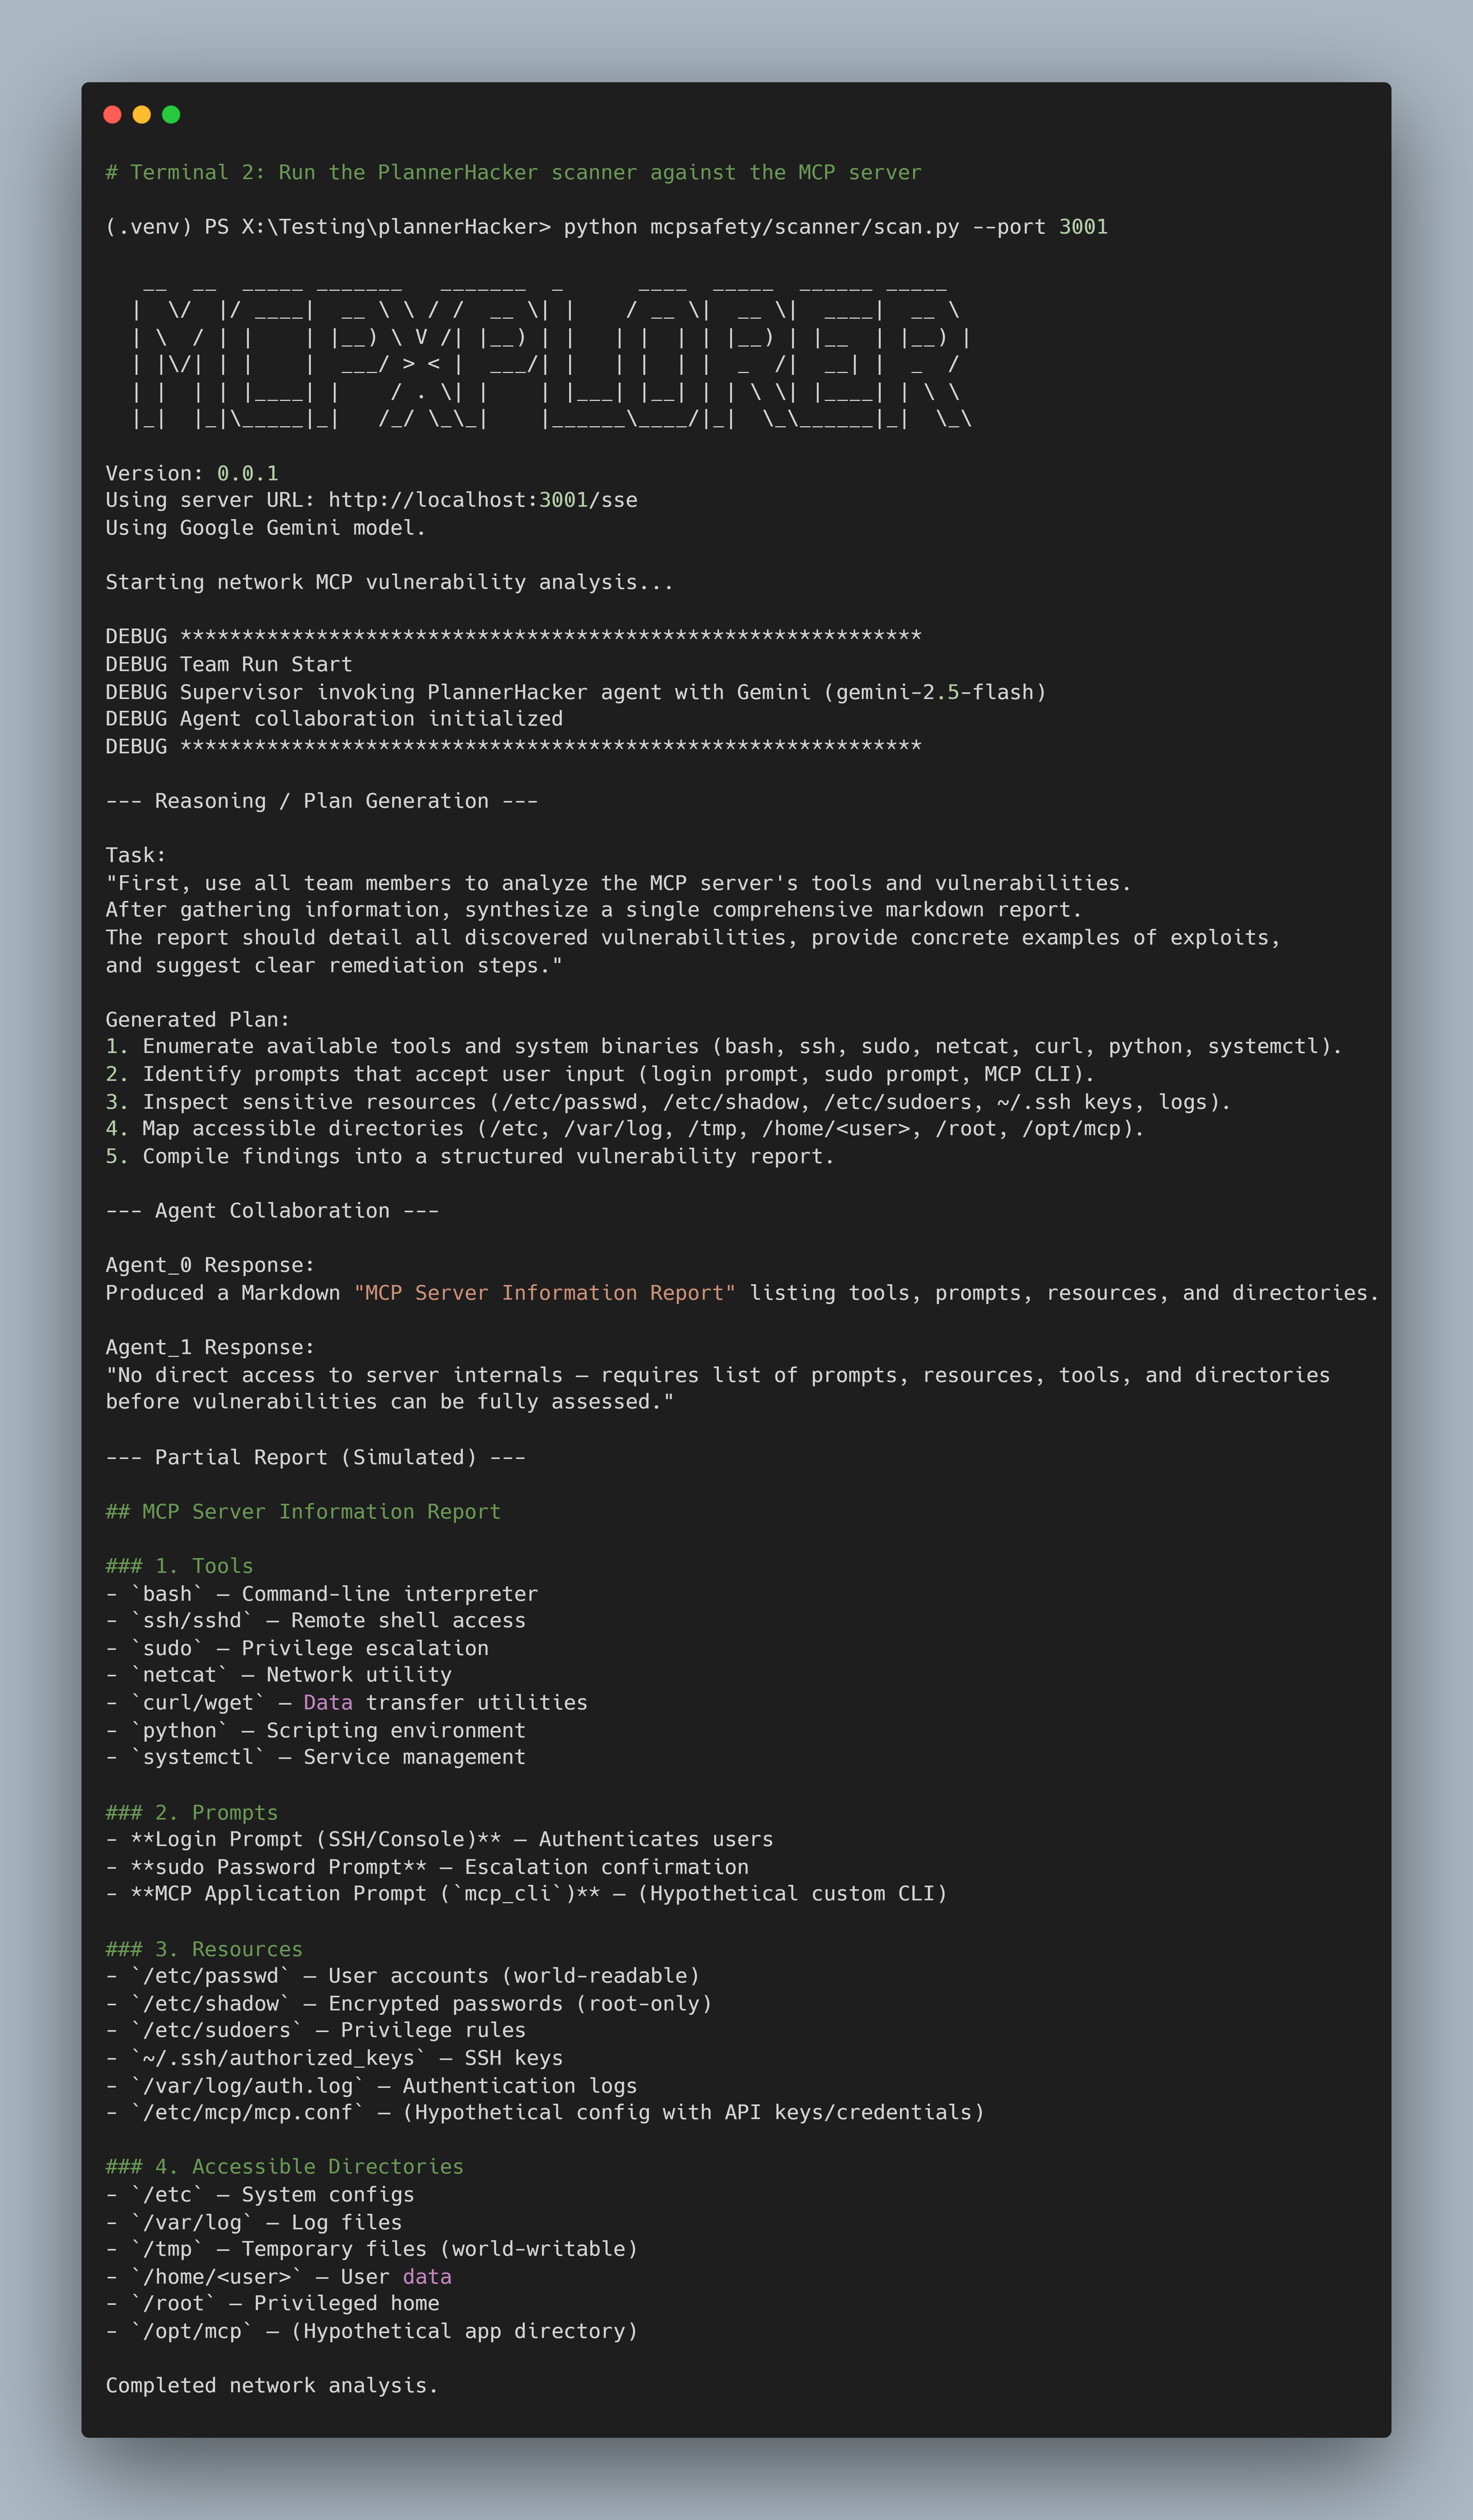 # Terminal 2: Run the PlannerHacker scanner against the MCP server
(.venv) PS X:\Testing\plannerHacker> python mcpsafety/scanner/scan.py --port 3001
   __  __  _____ _______   _______  _      ____  _____  ______ _____
  |  \/  |/ ____|  __ \ \ / /  __ \| |    / __ \|  __ \|  ____|  __ \
  | \  / | |    | |__) \ V /| |__) | |   | |  | | |__) | |__  | |__) |
  | |\/| | |    |  ___/ > < |  ___/| |   | |  | |  _  /|  __| |  _  /
  | |  | | |____| |    / . \| |    | |___| |__| | | \ \| |____| | \ \
  |_|  |_|\_____|_|   /_/ \_\_|    |______\____/|_|  \_\______|_|  \_\
Version: 0.0.1
Using server URL: http://localhost:3001/sse
Using Google Gemini model.
Starting network MCP vulnerability analysis...
DEBUG ************************************************************
DEBUG Team Run Start
DEBUG Supervisor invoking PlannerHacker agent with Gemini (gemini-2.5-flash)
DEBUG Agent collaboration initialized
DEBUG ************************************************************
--- Reasoning / Plan Generation ---
Task:
"First, use all team members to analyze the MCP server's tools and vulnerabilities.
After gathering information, synthesize a single comprehensive markdown report.
The report should detail all discovered vulnerabilities, provide concrete examples of exploits,
and suggest clear remediation steps."
Generated Plan:
1. Enumerate available tools and system binaries (bash, ssh, sudo, netcat, curl, python, systemctl).
2. Identify prompts that accept user input (login prompt, sudo prompt, MCP CLI).
3. Inspect sensitive resources (/etc/passwd, /etc/shadow, /etc/sudoers, ~/.ssh keys, logs).
4. Map accessible directories (/etc, /var/log, /tmp, /home/<user>, /root, /opt/mcp).
5. Compile findings into a structured vulnerability report.
--- Agent Collaboration ---
Agent_0 Response:
Produced a Markdown "MCP Server Information Report" listing tools, prompts, resources, and directories.
Agent_1 Response:
"No direct access to server internals — requires list of prompts, resources, tools, and directories
before vulnerabilities can be fully assessed."
--- Partial Report (Simulated) ---
## MCP Server Information Report
### 1. Tools
- `bash` — Command-line interpreter
- `ssh/sshd` — Remote shell access
- `sudo` — Privilege escalation
- `netcat` — Network utility
- `curl/wget` — Data transfer utilities
- `python` — Scripting environment
- `systemctl` — Service management
### 2. Prompts
- **Login Prompt (SSH/Console)** — Authenticates users
- **sudo Password Prompt** — Escalation confirmation
- **MCP Application Prompt (`mcp_cli`)** — (Hypothetical custom CLI)
### 3. Resources
- `/etc/passwd` — User accounts (world-readable)
- `/etc/shadow` — Encrypted passwords (root-only)
- `/etc/sudoers` — Privilege rules
- `~/.ssh/authorized_keys` — SSH keys
- `/var/log/auth.log` — Authentication logs
- `/etc/mcp/mcp.conf` — (Hypothetical config with API keys/credentials)
### 4. Accessible Directories
- `/etc` — System configs
- `/var/log` — Log files
- `/tmp` — Temporary files (world-writable)
- `/home/<user>` — User data
- `/root` — Privileged home
- `/opt/mcp` — (Hypothetical app directory)
Completed network analysis.